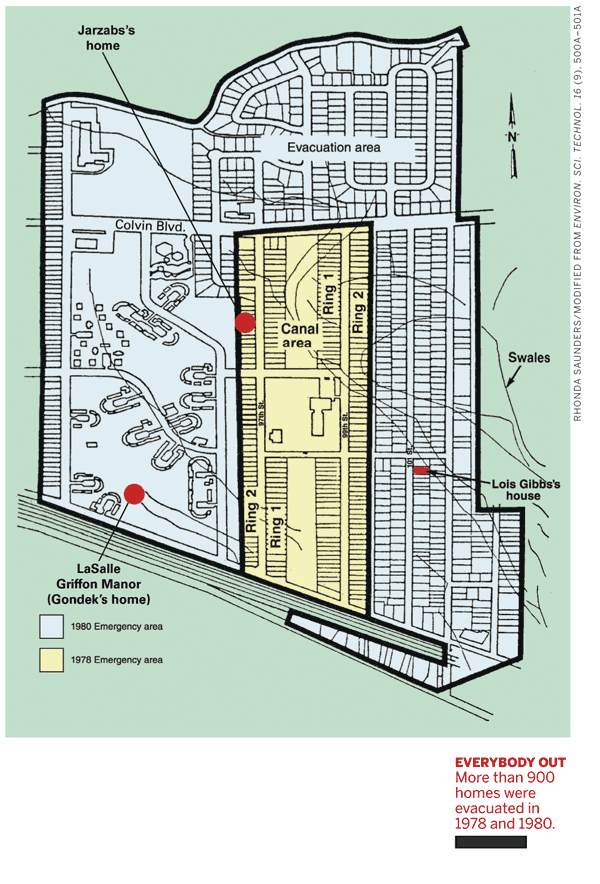 Jarzabs's
home
RHONDA SAUNDERS/MODIFIED FROM ENVIRON. SCI. TECHNOL. 16 (9). 500A–501A
N
Evacuation area
Colvin Blvd.
Ring 1
Ring 2
Canal
area
Swales
97th St.
99th St.
101 St.
Lois Gibbs's
house
Ring 2
Ring 1
LaSalle
Griffon Manor
(Gondek's home)
1980 Emergency area
1978 Emergency area
EVERYBODY OUT
More than 900
homes were
evacuated in
1978 and 1980.